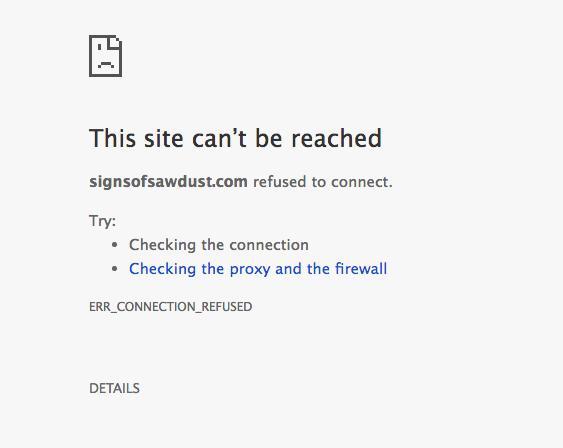 This site can’t be reached
signsofsawdust.com refused to connect.
Try:
• Checking the connection
• Checking the proxy and the firewall
ERR_CONNECTION_REFUSED
DETAILS